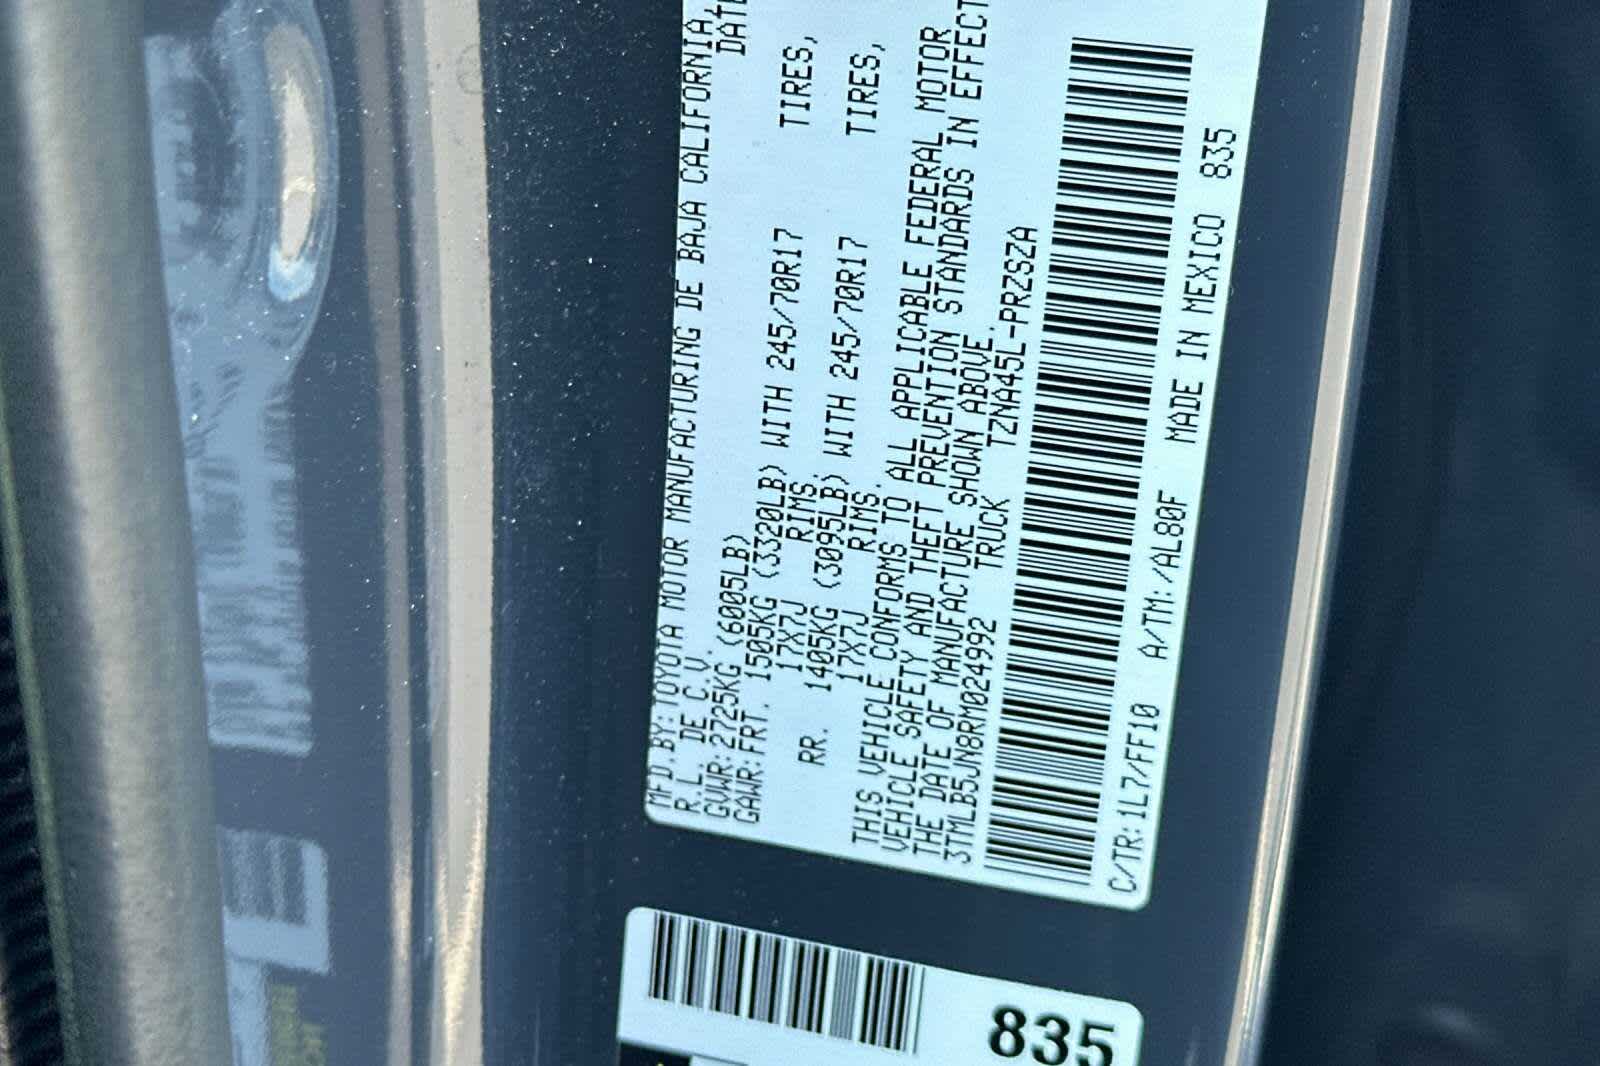 MFD.BY:TOYOTA MOTOR MANUFACTURING DE BAJA CALIFORNIA,
R.L. DE C.V.
GVWR:2725KG (6005LB)
GAWR:FRT. 1505KG (3320LB) WITH 245/70R17 TIRES,
17X7J RIMS,
RR. 1405KG (3095LB) WITH 245/70R17 TIRES,
17X7J RIMS.
THIS VEHICLE CONFORMS TO ALL APPLICABLE FEDERAL MOTOR
VEHICLE SAFETY AND THEFT PREVENTION STANDARDS IN EFFECT
THE DATE OF MANUFACTURE SHOWN ABOVE.
3TMLB5JN8RM024992 TRUCK TZNA45L-PRZSZA
C/TR:1L7/FF10 A/TM:/AL80F MADE IN MEXICO 835
835